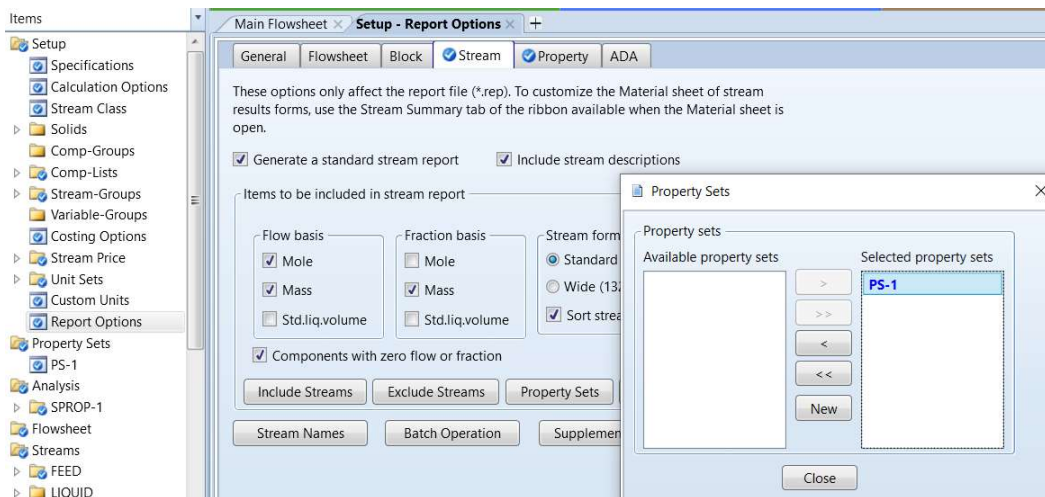 Items
Setup
Specifications
Calculation Options
Stream Class
Solids
Comp-Groups
Comp-Lists
Stream-Groups
Variable-Groups
Costing Options
Stream Price
Unit Sets
Custom Units
Report Options
Property Sets
PS-1
Analysis
SPROP-1
Flowsheet
Streams
FEED
LIQUID
Main Flowsheet × Setup - Report Options × +
General Flowsheet Block Stream Property ADA
These options only affect the report file (*.rep). To customize the Material sheet of stream
results forms, use the Stream Summary tab of the ribbon available when the Material sheet is
open.
Generate a standard stream report Include stream descriptions
Items to be included in stream report
Flow basis Fraction basis Stream form
Mole Mole Standard
Mass Mass Wide (132
Std.liq.volume Std.liq.volume Sort strea
Components with zero flow or fraction
Include Streams Exclude Streams Property Sets
Stream Names Batch Operation Supplemen
Property Sets ×
Property sets
Available property sets Selected property sets
PS-1
>
>>
<
<<
New
Close